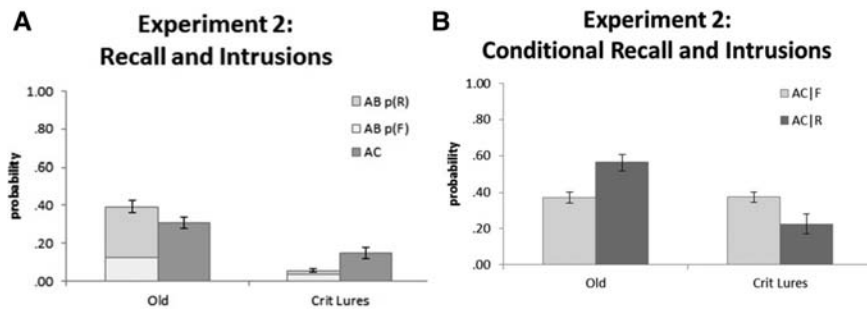 A
Experiment 2:
Recall and Intrusions
1.00
.80
.60
.40
.20
.00
probability
AB p(R)
AB p(F)
AC
Old
Crit Lures
B
Experiment 2:
Conditional Recall and Intrusions
1.00
.80
.60
.40
.20
.00
probability
AC|F
AC|R
Old
Crit Lures